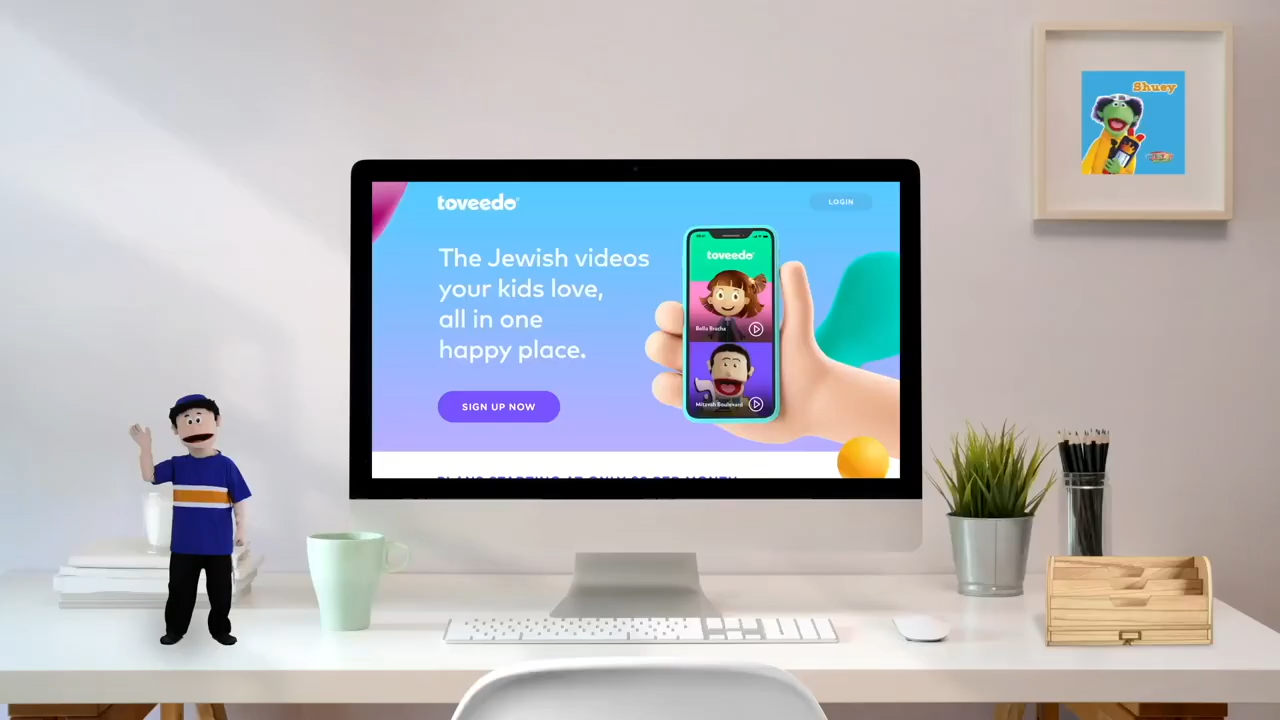 Shuey
toveedo
LOGIN
The Jewish videos
your kids love,
all in one
happy place.
SIGN UP NOW
toveedo
Bella Bracha
Mitzvah Boulevard